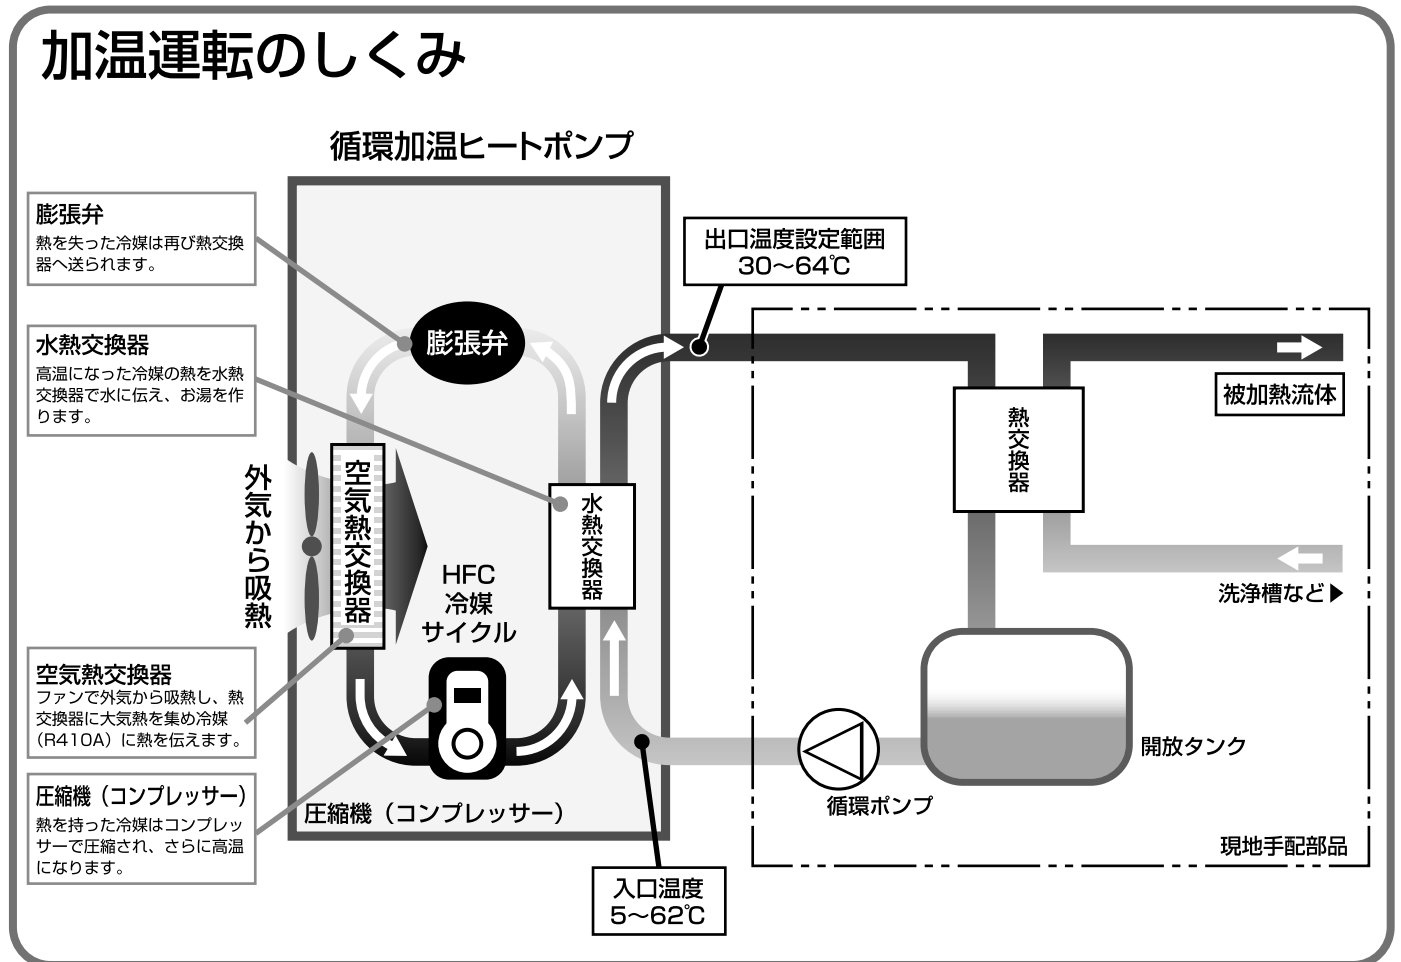 加温運転のしくみ
循環加温ヒートポンプ
膨張弁
熱を失った冷媒は再び熱交換
器へ送られます。
水熱交換器
高温になった冷媒の熱を水熱
交換器で水に伝え、お湯を作
ります。
外気から吸熱
空気熱交換器
ファンで外気から吸熱し、熱
交換器に大気熱を集め冷媒
（R410A）に熱を伝えます。
圧縮機（コンプレッサー）
熱を持った冷媒はコンプレッ
サーで圧縮され、さらに高温
になります。
膨張弁
空気熱交換器
HFC
冷媒
サイクル
水熱交換器
圧縮機（コンプレッサー）
出口温度設定範囲
30～64℃
入口温度
5～62℃
熱交換器
被加熱流体
洗浄槽など▶
開放タンク
循環ポンプ
現地手配部品